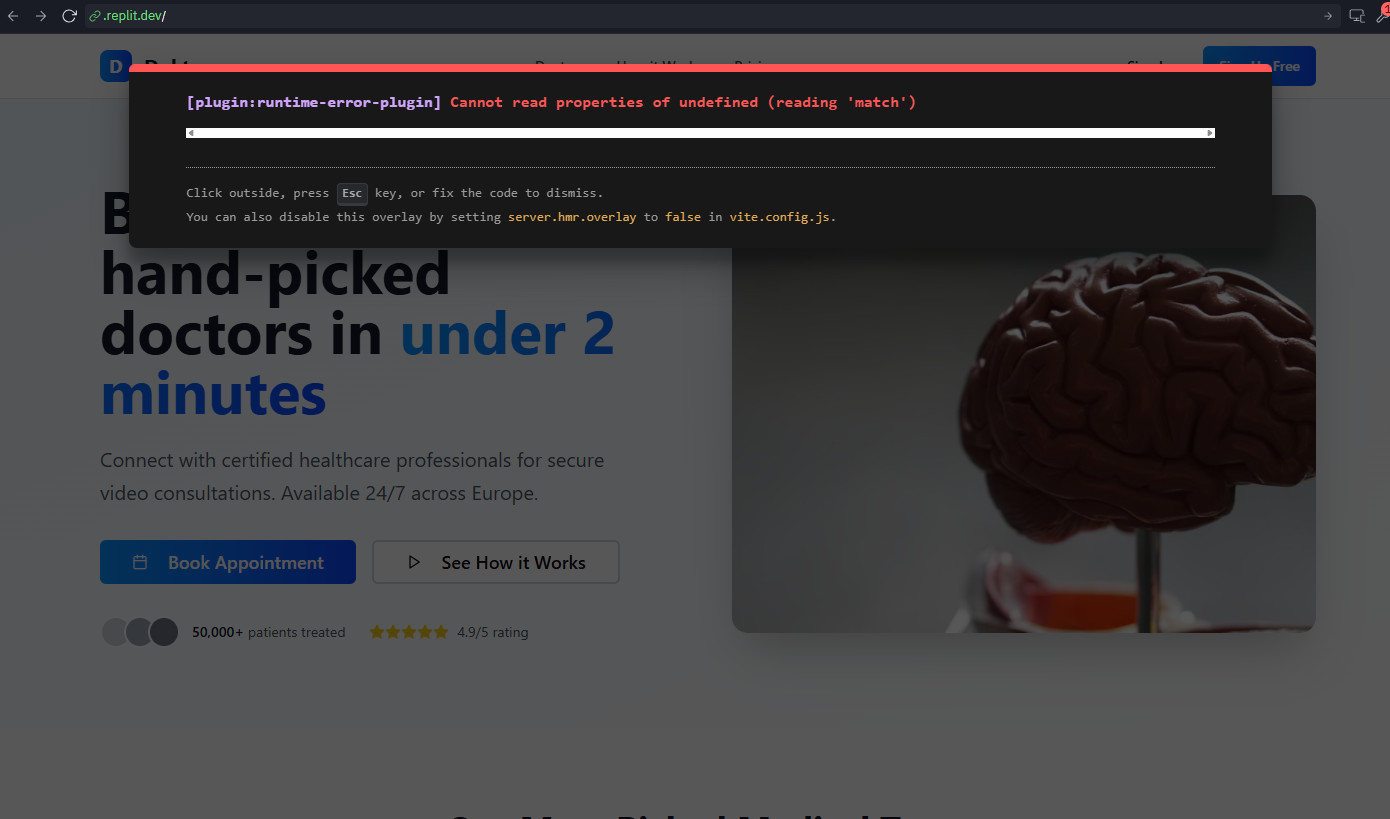 .replit.dev/
1
D
Free
[plugin:runtime-error-plugin] Cannot read properties of undefined (reading 'match')
Click outside, press Esc key, or fix the code to dismiss.
You can also disable this overlay by setting server.hmr.overlay to false in vite.config.js.
hand-picked
doctors in under 2
minutes
Connect with certified healthcare professionals for secure
video consultations. Available 24/7 across Europe.
Book Appointment
See How it Works
50,000+ patients treated
4.9/5 rating